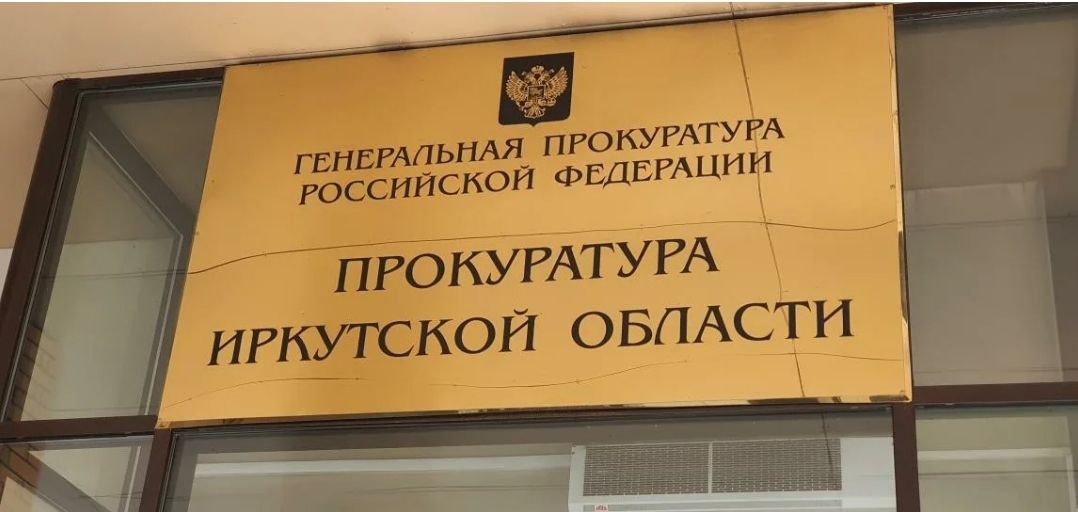 ГЕНЕРАЛЬНАЯ ПРОКУРАТУРА
РОССИЙСКОЙ ФЕДЕРАЦИИ
ПРОКУРАТУРА
ИРКУТСКОЙ ОБЛАСТИ